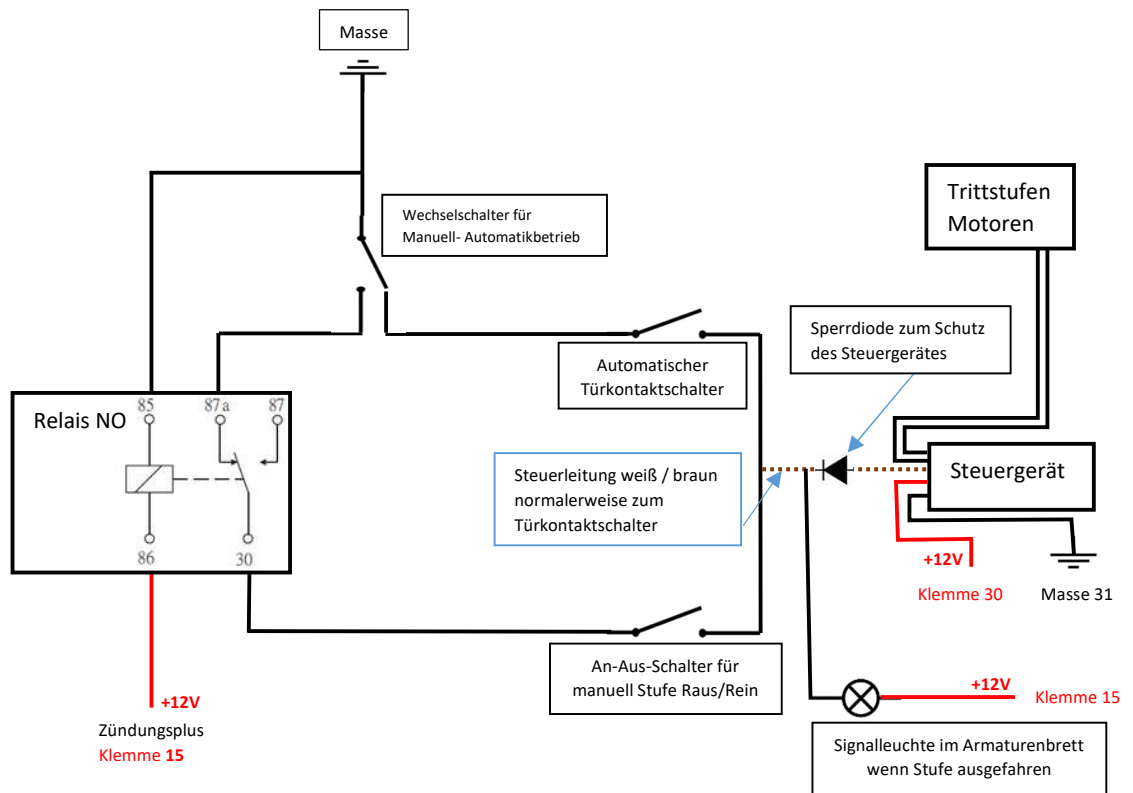 Masse
Wechselschalter für
Manuell- Automatikbetrieb
Trittstufen
Motoren
Sperrdiode zum Schutz
des Steuergerätes
Automatischer
Türkontaktschalter
Relais NO
85
87a
87
86
30
Steuerleitung weiß / braun
normalerweise zum
Türkontaktschalter
Steuergerät
+12V
Klemme 30
Masse 31
An-Aus-Schalter für
manuell Stufe Raus/Rein
+12V
Klemme 15
+12V
Zündungsplus
Klemme 15
Signalleuchte im Armaturenbrett
wenn Stufe ausgefahren